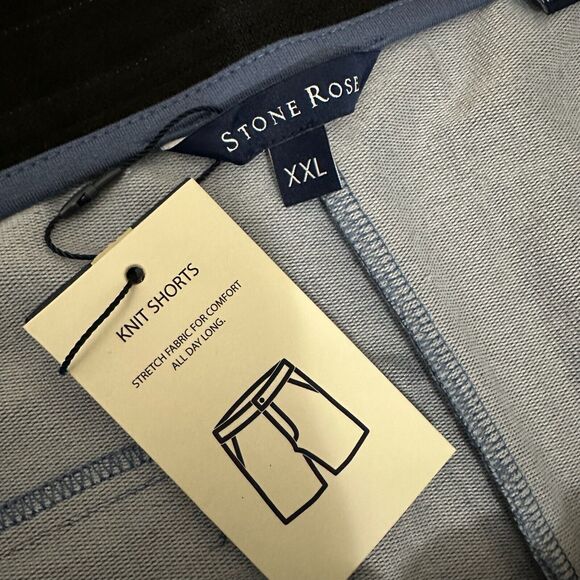 STONE ROSE
XXL
KNIT SHORTS
STRETCH FABRIC FOR COMFORT
ALL DAY LONG.